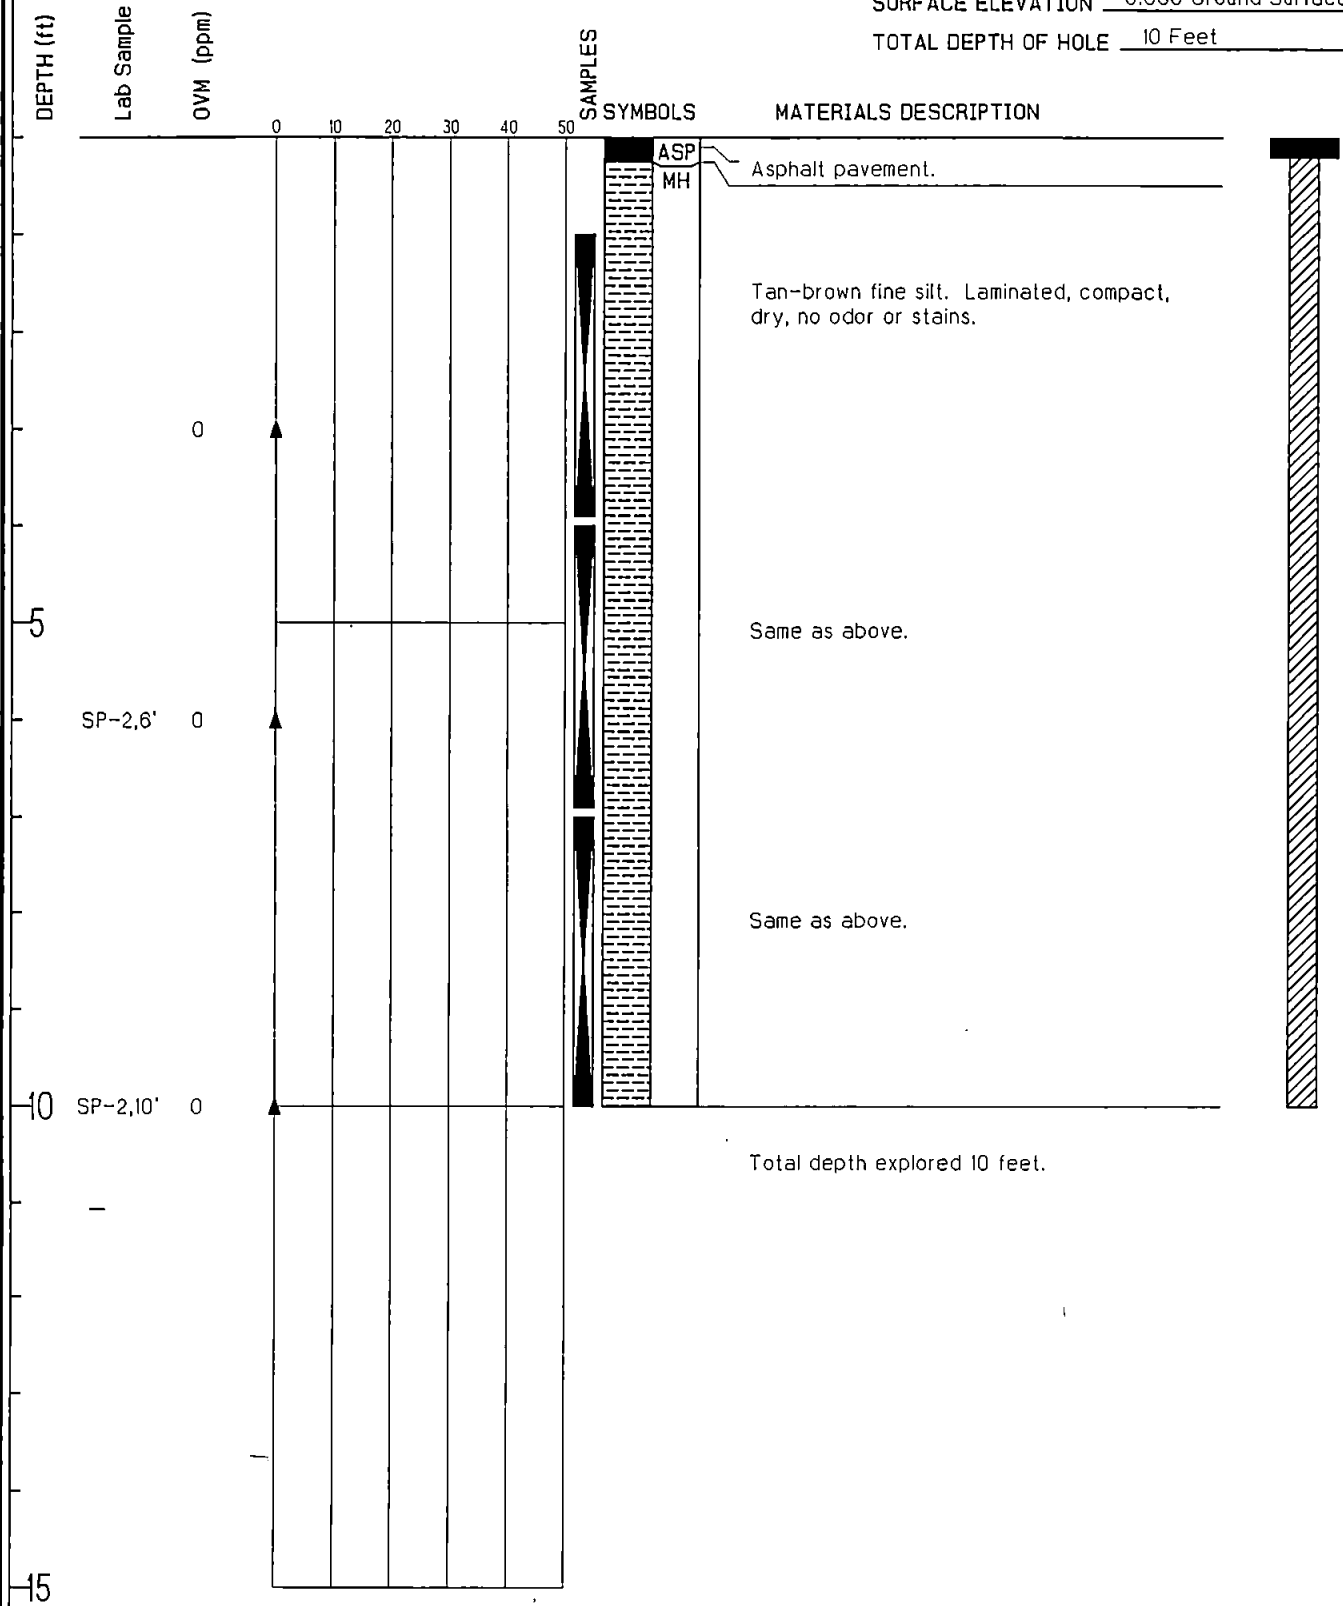 SURFACE ELEVATION
TOTAL DEPTH OF HOLE 10 Feet
DEPTH (ft)
Lab Sample
OVM (ppm)
SAMPLES
SYMBOLS
MATERIALS DESCRIPTION
0 10 20 30 40 50
ASP
Asphalt pavement.
MH
Tan-brown fine silt. Laminated, compact,
dry, no odor or stains.
0
5
Same as above.
SP-2,6' 0
Same as above.
10 SP-2,10' 0
Total depth explored 10 feet.
15